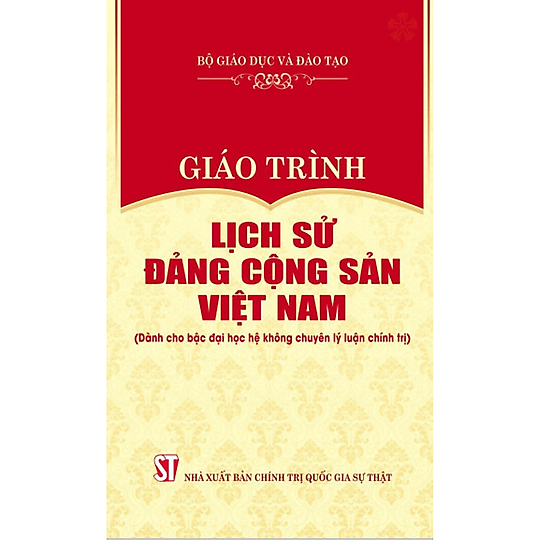 BỘ GIÁO DỤC VÀ ĐÀO TẠO
GIÁO TRÌNH
LỊCH SỬ
ĐẢNG CỘNG SẢN
VIỆT NAM
(Dành cho bậc đại học hệ không chuyên lý luận chính trị)
ST
NHÀ XUẤT BẢN CHÍNH TRỊ QUỐC GIA SỰ THẬT